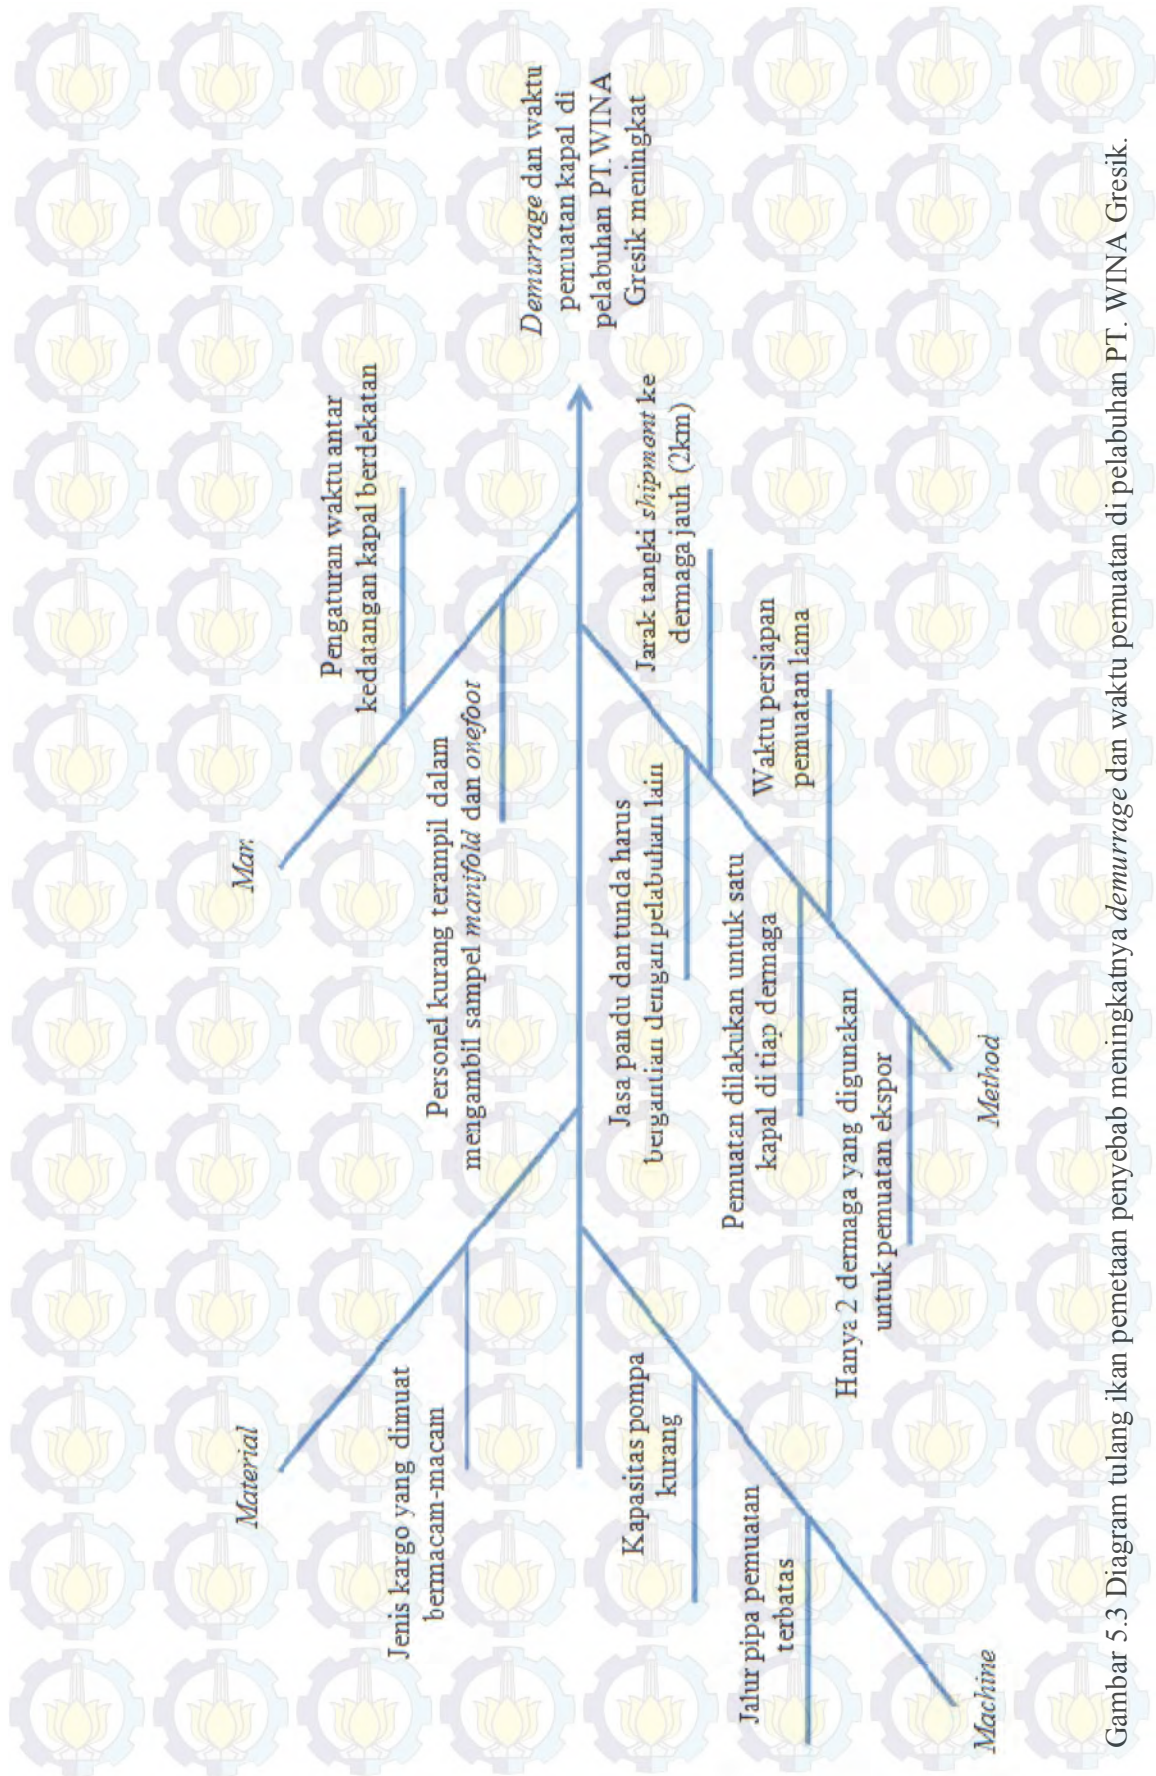 Material
Man
Jenis kargo yang dimuat
bermacam-macam
Personel kurang terampil dalam
mengambil sampel manifold dan onefoot
Pengaturan waktu antar
kedatangan kapal berdekatan
Demurrage dan waktu
pemuatan kapal di
pelabuhan PT.WINA
Gresik meningkat
Kapasitas pompa
kurang
Jalur pipa pemuatan
terbatas
Machine
Jasa pandu dan tunda harus
bergantian dengan pelabuhan lain
Jarak tangki shipment ke
dermaga jauh (2km)
Pemuatan dilakukan untuk satu
kapal di tiap dermaga
Waktu persiapan
pemuatan lama
Hanya 2 dermaga yang digunakan
untuk pemuatan ekspor
Method
Gambar 5.3 Diagram tulang ikan pemetaan penyebab meningkatnya demurrage dan waktu pemuatan di pelabuhan PT. WINA Gresik.